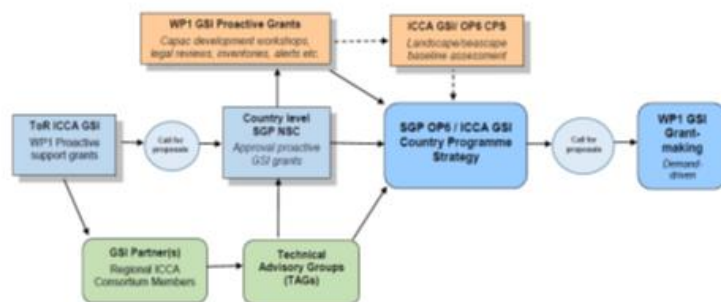 WP1 GSI Proactive Grants
Capac development workshops,
legal reviews, inventories, alerts etc.
ICCA GSI/ OP6 CPS
Landscape/seascape
baseline assessment
ToR ICCA GSI
WP1 Proactive
support grants
Call for
proposals
Country level
SGP NSC
Approval proactive
GSI grants
SGP OP6 / ICCA GSI
Country Programme
Strategy
Call for
proposals
WP1 GSI
Grant-
making
Demand-
driven
GSI Partner(s)
Regional ICCA
Consortium Members
Technical
Advisory Groups
(TAGs)